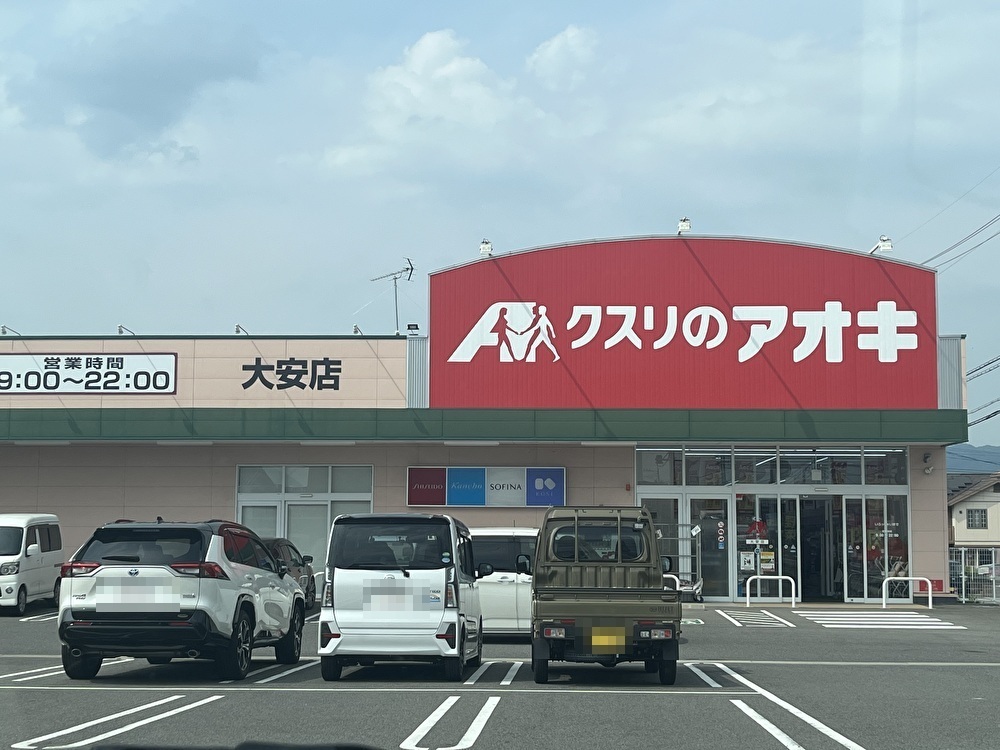 クスリのアオキ
営業時間
9:00～22:00
大安店
SHISEIDO
Kanebo
SOFINA
KOSÉ